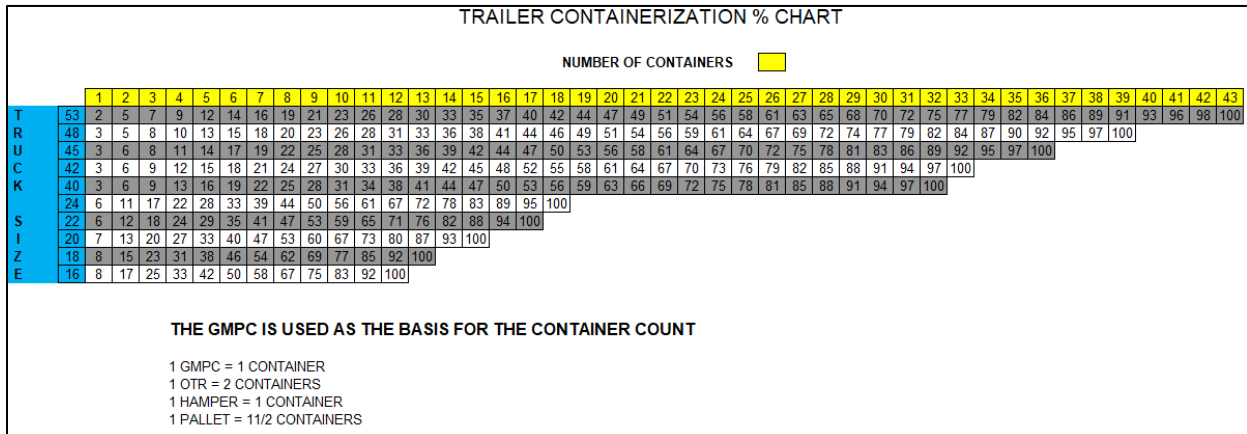 TRAILER CONTAINERIZATION % CHART
NUMBER OF CONTAINERS
1 2 3 4 5 6 7 8 9 10 11 12 13 14 15 16 17 18 19 20 21 22 23 24 25 26 27 28 29 30 31 32 33 34 35 36 37 38 39 40 41 42 43
T 53 2 5 7 9 12 14 16 19 21 23 26 28 30 33 35 37 40 42 44 47 49 51 54 56 58 61 63 65 68 70 72 75 77 79 82 84 86 89 91 93 96 98 100
R 48 3 5 8 10 13 15 18 20 23 26 28 31 33 36 38 41 44 46 49 51 54 56 59 61 64 67 69 72 74 77 79 82 84 87 90 92 95 97 100
U 45 3 6 8 11 14 17 19 22 25 28 31 33 36 39 42 44 47 50 53 56 58 61 64 67 70 72 75 78 81 83 86 89 92 95 97 100
C 42 3 6 9 12 15 18 21 24 27 30 33 36 39 42 45 48 52 55 58 61 64 67 70 73 76 79 82 85 88 91 94 97 100
K 40 3 6 9 13 16 19 22 25 28 31 34 38 41 44 47 50 53 56 59 63 66 69 72 75 78 81 85 88 91 94 97 100
24 6 11 17 22 28 33 39 44 50 56 61 67 72 78 83 89 95 100
S 22 6 12 18 24 29 35 41 47 53 59 65 71 76 82 88 94 100
I 20 7 13 20 27 33 40 47 53 60 67 73 80 87 93 100
Z 18 8 15 23 31 38 46 54 62 69 77 85 92 100
E 16 8 17 25 33 42 50 58 67 75 83 92 100
THE GMPC IS USED AS THE BASIS FOR THE CONTAINER COUNT
1 GMPC = 1 CONTAINER
1 OTR = 2 CONTAINERS
1 HAMPER = 1 CONTAINER
1 PALLET = 11/2 CONTAINERS